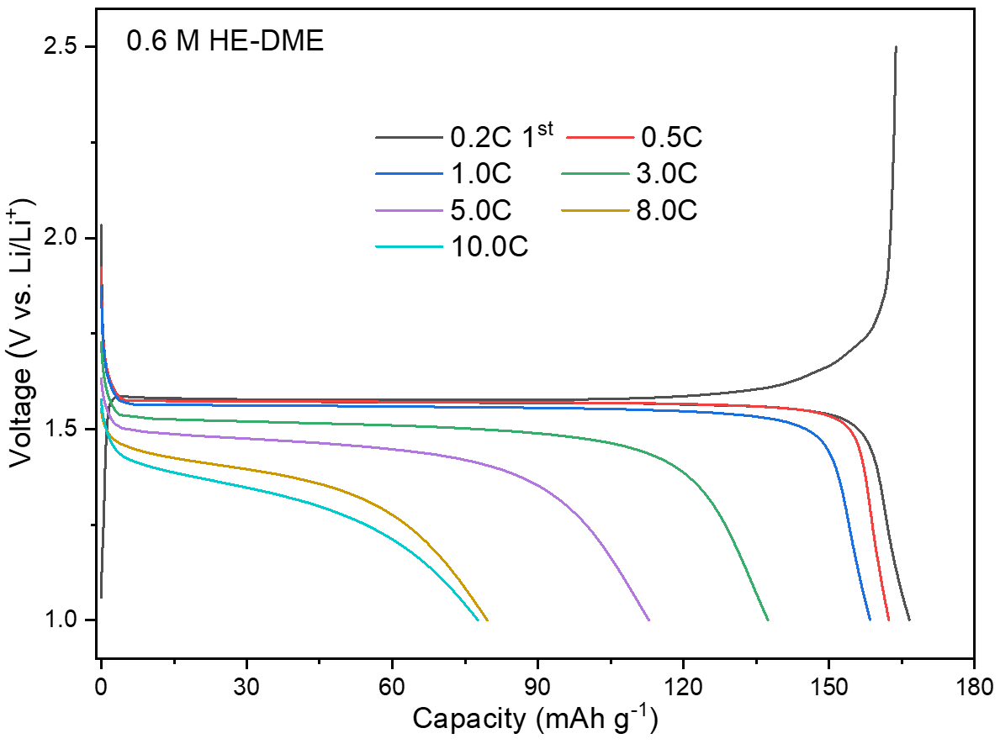 0.6 M HE-DME
0.2C 1st 0.5C
1.0C 3.0C
5.0C 8.0C
10.0C
Voltage (V vs. Li/Li+)
2.5
2.0
1.5
1.0
0 30 60 90 120 150 180
Capacity (mAh g-1)